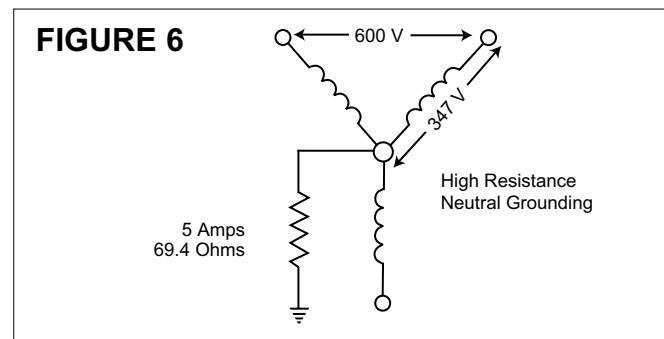 FIGURE 6
600 V
347 V
High Resistance
Neutral Grounding
5 Amps
69.4 Ohms